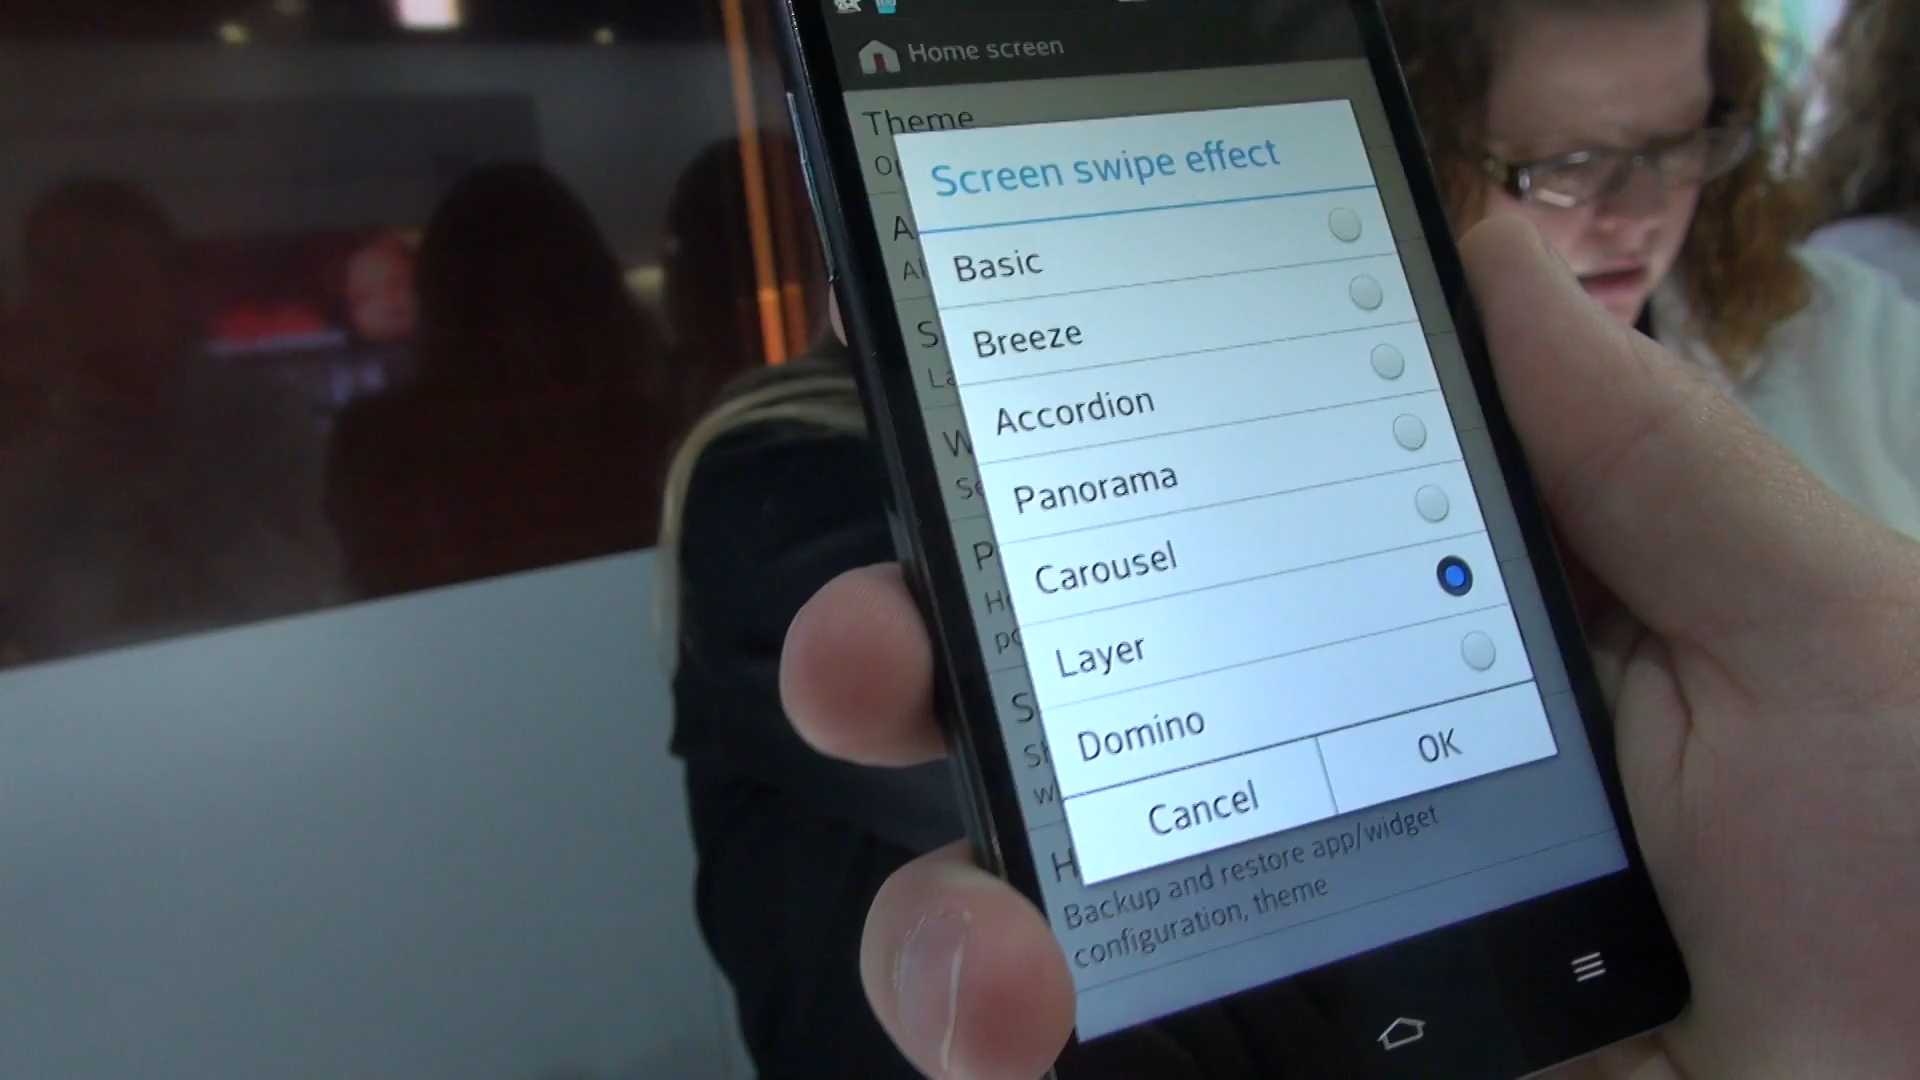 Home screen
Theme
Screen swipe effect
Basic
Breeze
Accordion
Panorama
Carousel
Layer
Domino
Cancel
OK
Backup and restore app/widget
configuration, theme